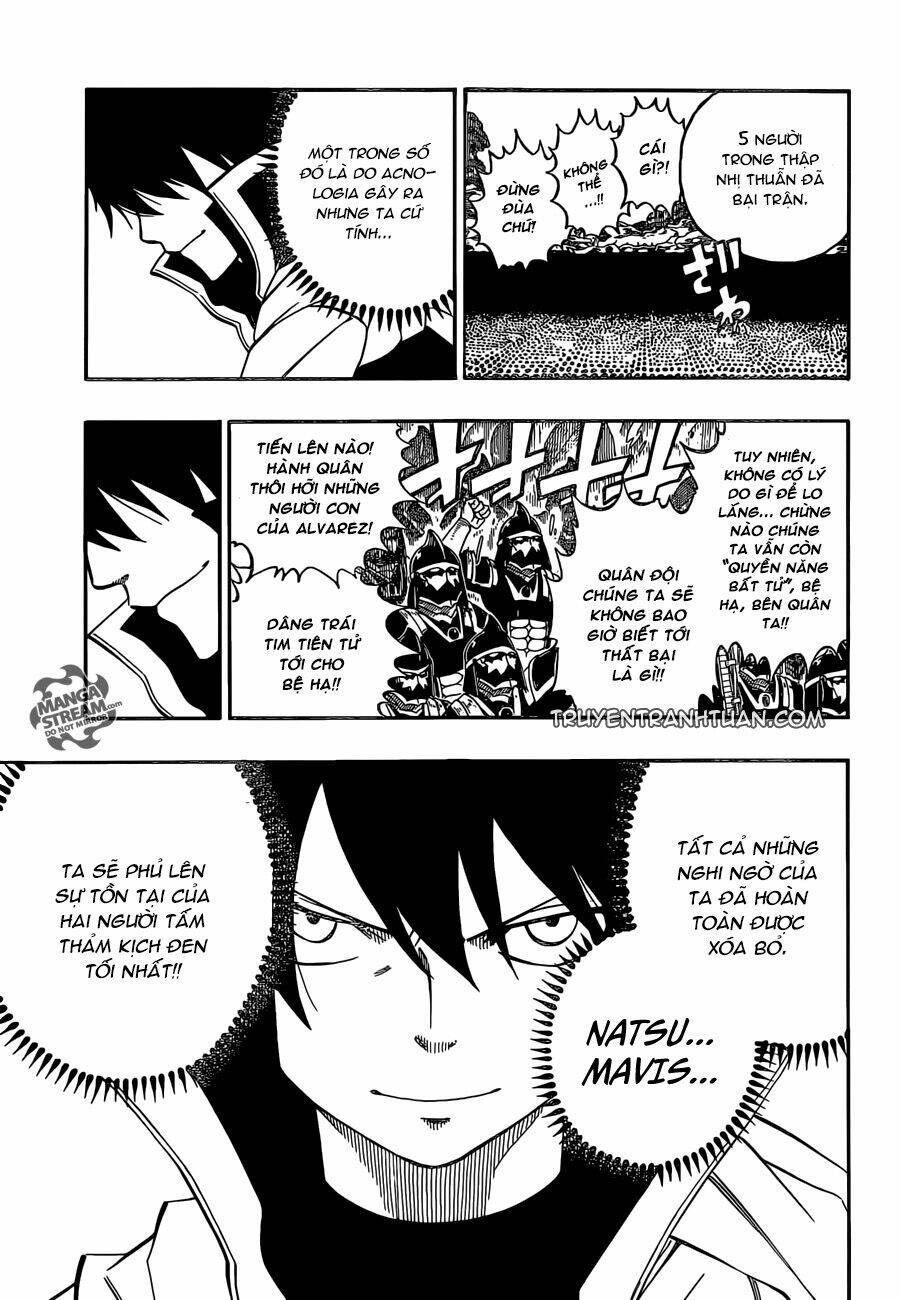 5 NGƯỜI
TRONG THẬP
NHỊ THUẪN ĐÃ
BẠI TRẬN.
CÁI
GÌ?!
KHÔNG
THỂ
...!!
ĐỪNG
ĐÙA
CHỨ!
ザワ
MỘT TRONG SỐ
ĐÓ LÀ DO ACNO-
LOGIA GÂY RA
NHƯNG TA CỨ
TÍNH...
TUY NHIÊN,
KHÔNG CÓ LÝ
DO GÌ ĐỂ LO
LẮNG... CHỪNG
NÀO CHÚNG
TA VẪN CÒN
“QUYỀN NĂNG
BẤT TỬ”, BỆ
HẠ, BÊN QUÂN
TA!!
QUÂN ĐỘI
CHÚNG TA SẼ
KHÔNG BAO
GIỜ BIẾT TỚI
THẤT BẠI
LÀ GÌ!!
TIẾN LÊN NÀO!
HÀNH QUÂN
THÔI HỠI NHỮNG
NGƯỜI CON
CỦA ALVAREZ!
DÂNG TRÁI
TIM TIÊN TỬ
TỚI CHO
BỆ HẠ!!
MANGA
STREAM.com
DO NOT MIRROR
TRUYENTRANHTUAN.COM
TẤT CẢ NHỮNG
NGHI NGỜ CỦA
TA ĐÃ HOÀN
TOÀN ĐƯỢC
XÓA BỎ.
NATSU...
MAVIS...
TA SẼ PHỦ LÊN
SỰ TỒN TẠI CỦA
HAI NGƯỜI TẤM
THẢM KỊCH ĐEN
TỐI NHẤT!!